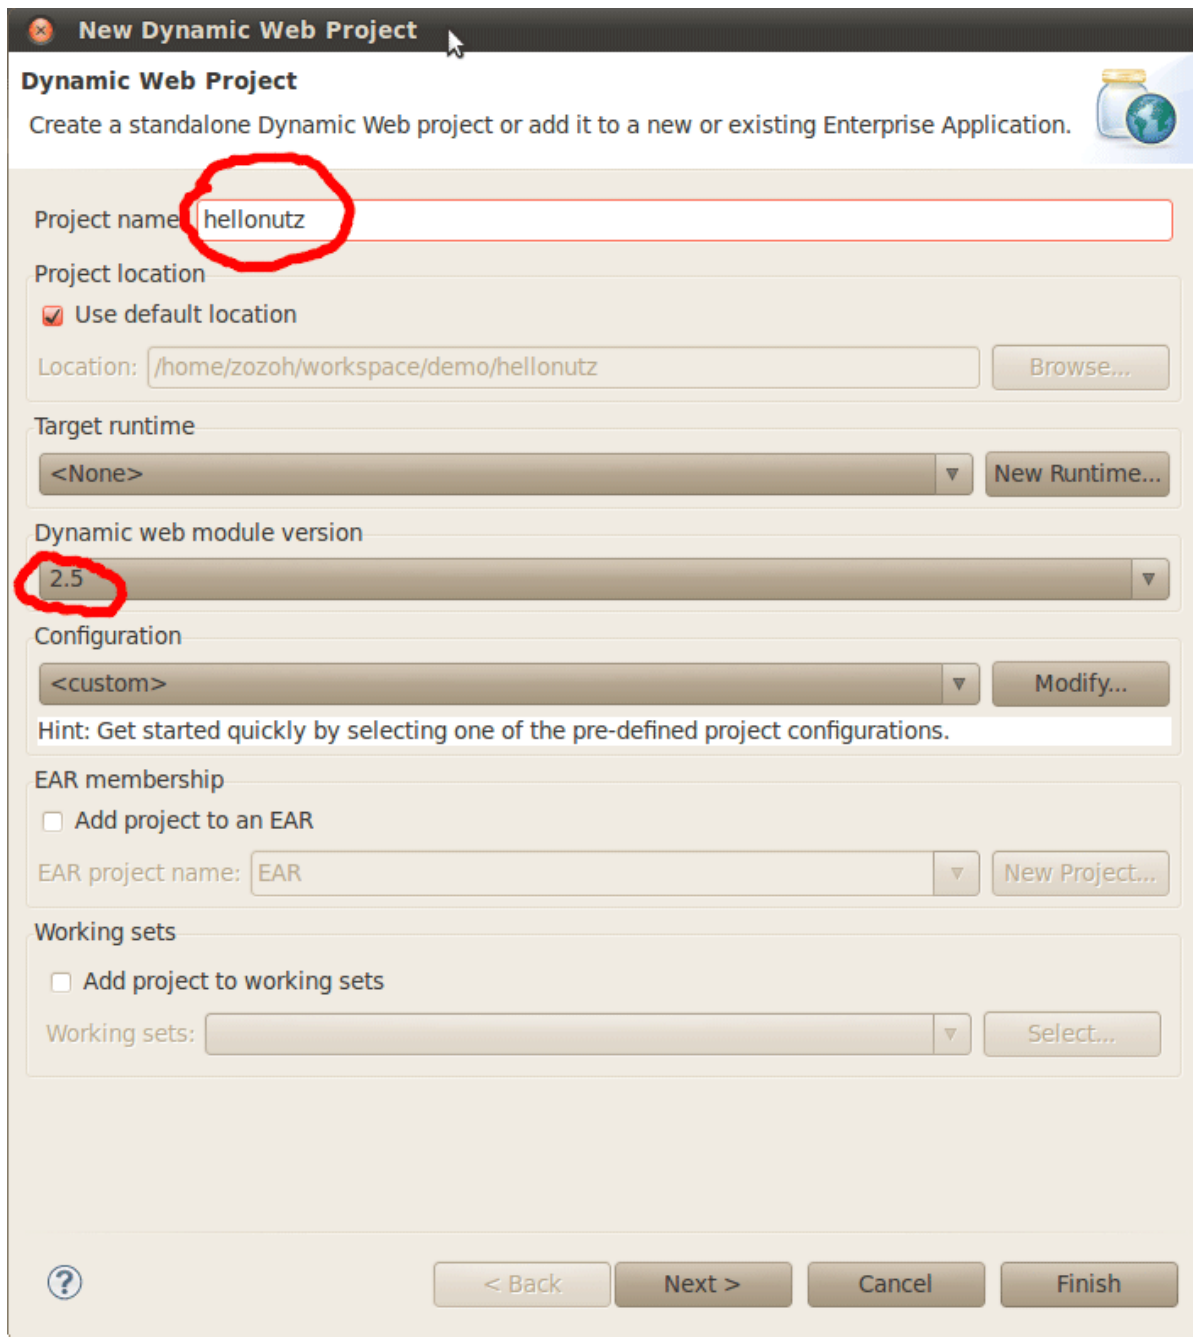 New Dynamic Web Project
Dynamic Web Project
Create a standalone Dynamic Web project or add it to a new or existing Enterprise Application.
Project name hellonutz
Project location
Use default location
Location: /home/zozoh/workspace/demo/hellonutz Browse...
Target runtime
<None> New Runtime...
Dynamic web module version
2.5
Configuration
<custom> Modify...
Hint: Get started quickly by selecting one of the pre-defined project configurations.
EAR membership
Add project to an EAR
EAR project name: EAR New Project...
Working sets
Add project to working sets
Working sets: Select...
? < Back Next > Cancel Finish